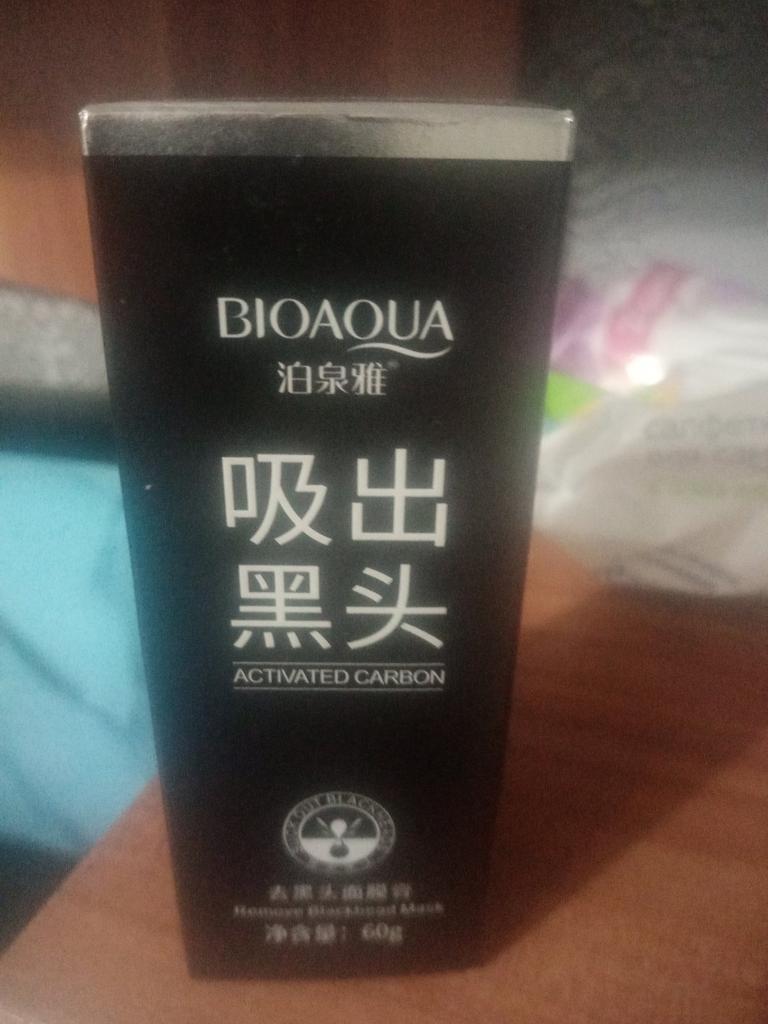 BIOAQUA
泊泉雅
吸出
黑头
ACTIVATED CARBON
去黑头面膜膏
Remove Blackhead Mask
净含量：60g